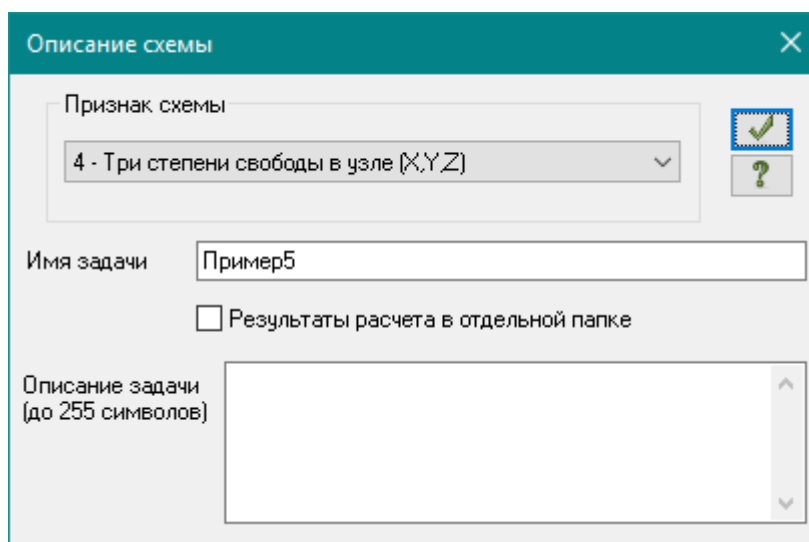 Описание схемы
Признак схемы
4 - Три степени свободы в узле (X,Y,Z)
?
Имя задачи
Пример5
Результаты расчета в отдельной папке
Описание задачи
(до 255 символов)